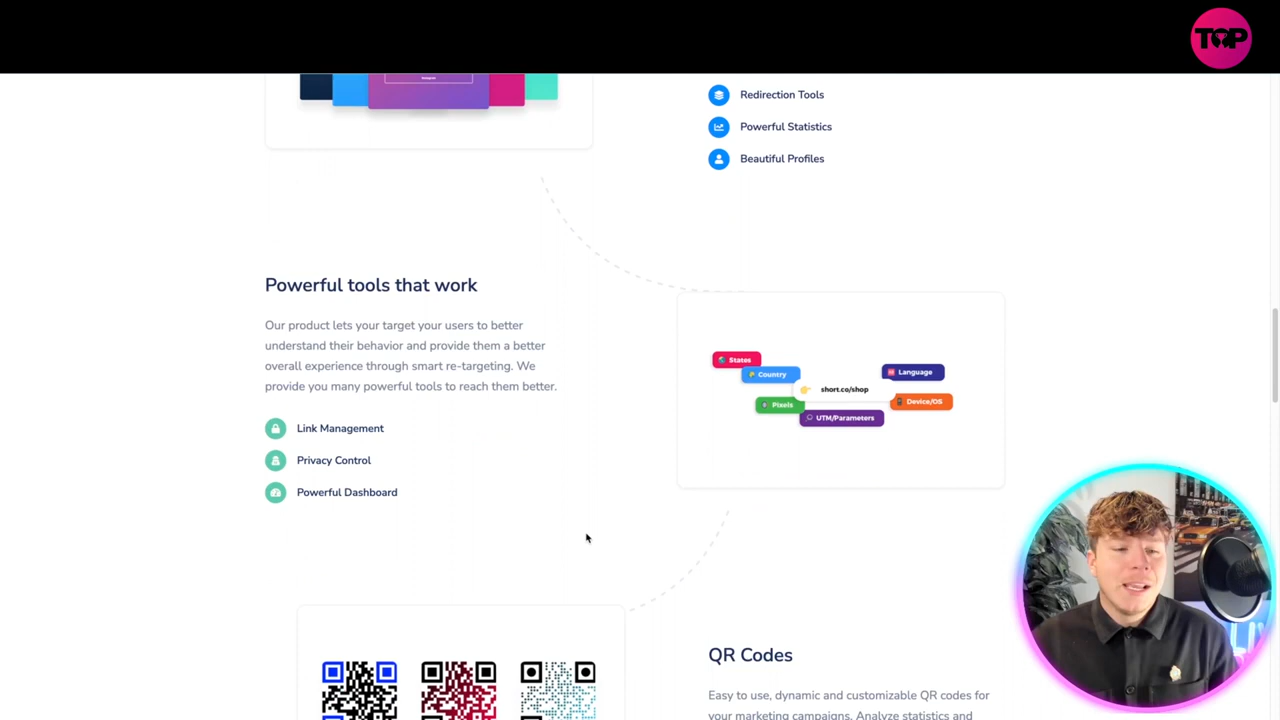 TOP
Instagram
Redirection Tools
Powerful Statistics
Beautiful Profiles
Powerful tools that work
Our product lets your target your users to better
understand their behavior and provide them a better
overall experience through smart re-targeting. We
provide you many powerful tools to reach them better.
Link Management
Privacy Control
Powerful Dashboard
States
Country
Language
short.co/shop
Pixels
Device/OS
UTM/Parameters
QR Codes
Easy to use, dynamic and customizable QR codes for
your marketing campaigns. Analyze statistics and